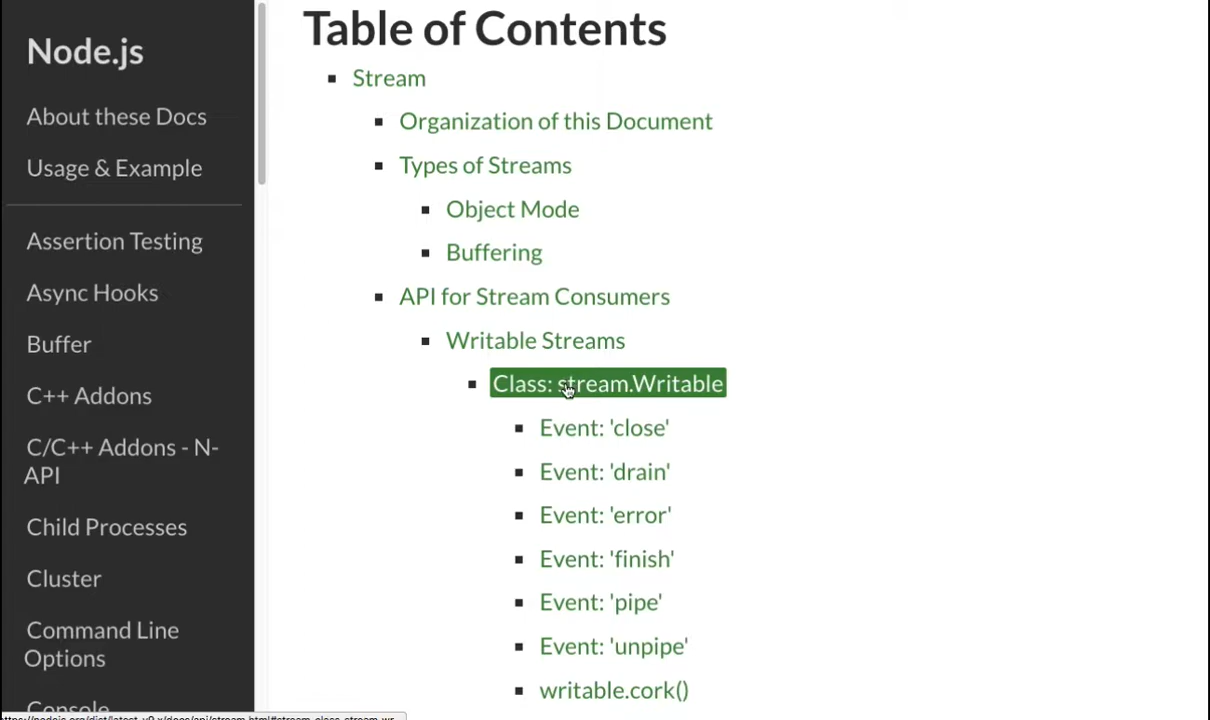 Node.js
About these Docs
Usage & Example
Assertion Testing
Async Hooks
Buffer
C++ Addons
C/C++ Addons - N-
API
Child Processes
Cluster
Command Line
Options
Console
Table of Contents
Stream
Organization of this Document
Types of Streams
Object Mode
Buffering
API for Stream Consumers
Writable Streams
Class: stream.Writable
Event: 'close'
Event: 'drain'
Event: 'error'
Event: 'finish'
Event: 'pipe'
Event: 'unpipe'
writable.cork()